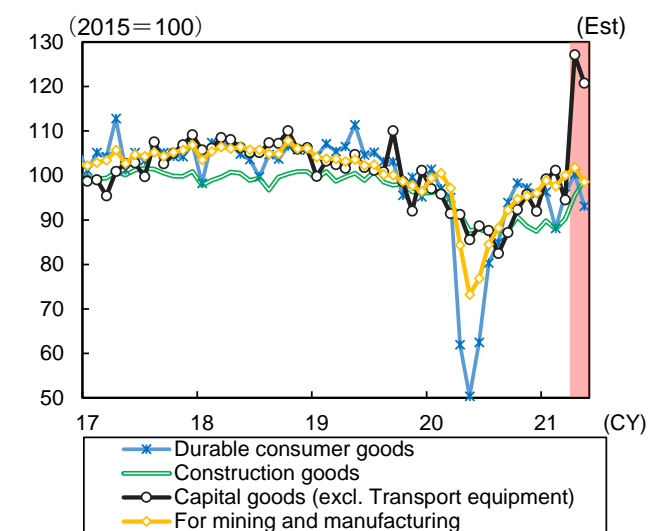 (2015＝100)
(Est)
130
120
110
100
90
80
70
60
50
17 18 19 20 21 (CY)
Durable consumer goods
Construction goods
Capital goods (excl. Transport equipment)
For mining and manufacturing